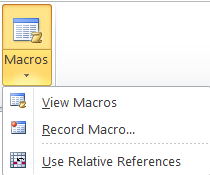 Macros
View Macros
Record Macro...
Use Relative References